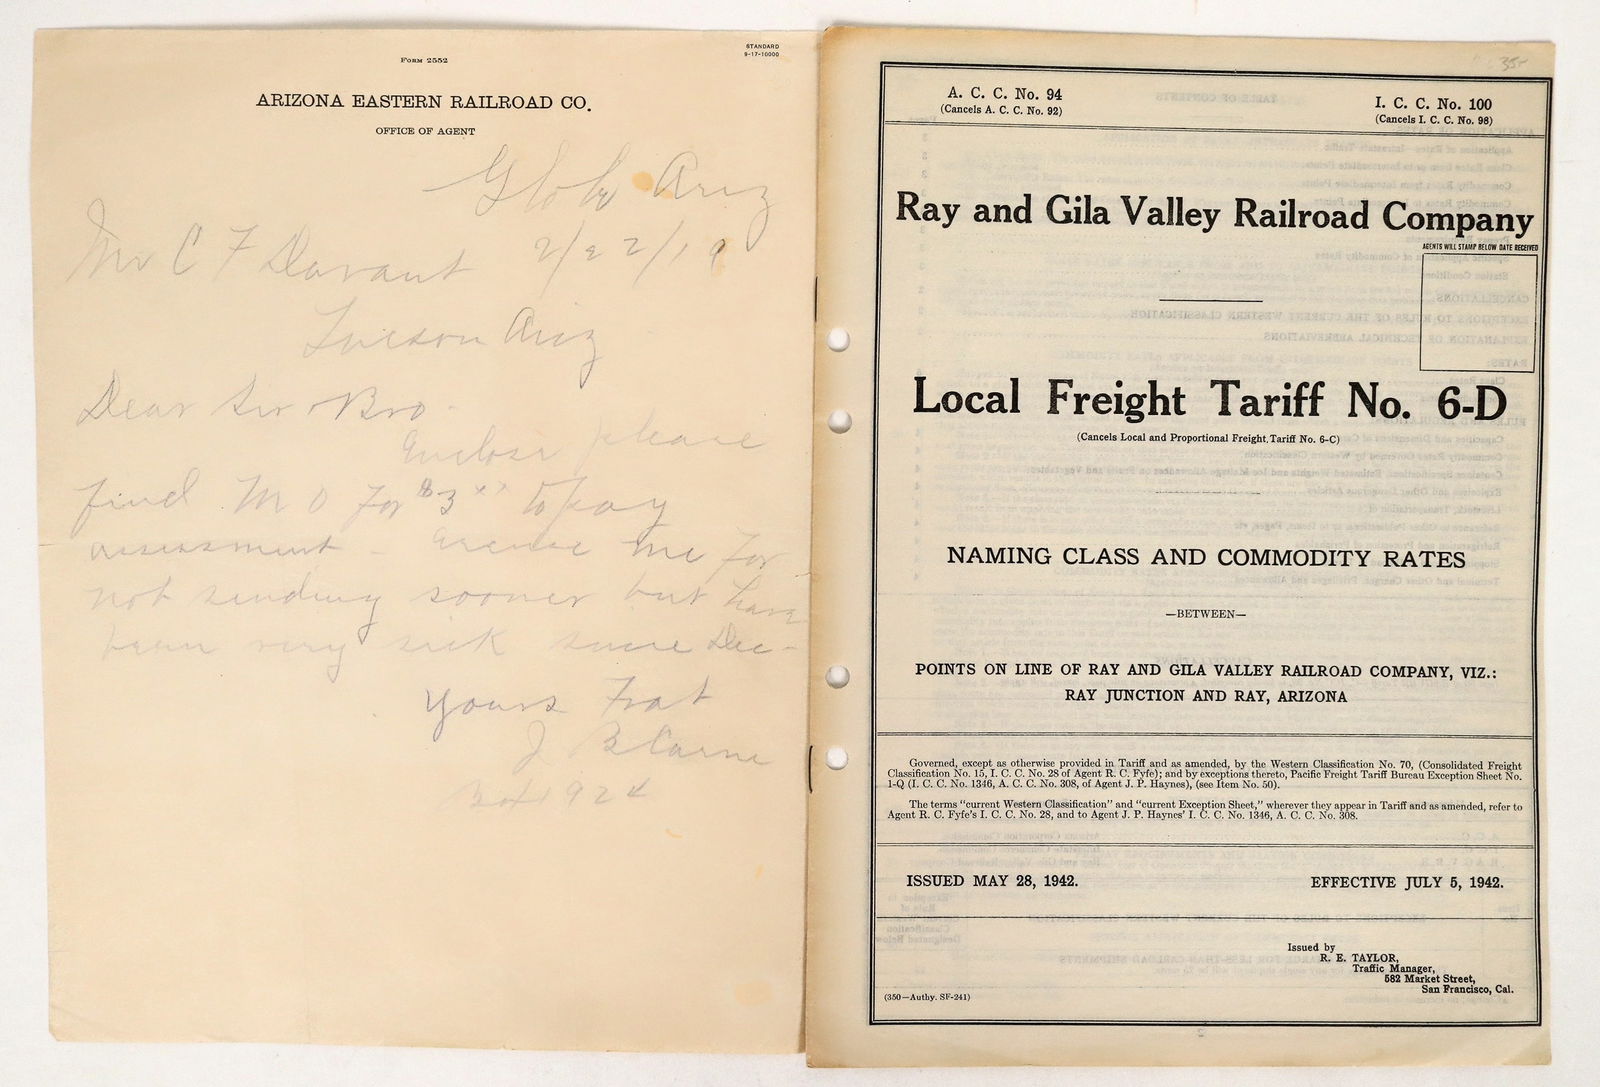 Form 2552
STANDARD
9-17-10000
ARIZONA EASTERN RAILROAD CO.
OFFICE OF AGENT
Globe Ariz
2/22/19
Mr C F Davant
Tucson Ariz
Dear Sir & Bro-
Enclose please
find M O for $3 to pay
assessment. me for
not sending sooner but have
been very sick since Dec-
Yours Frat
J B
Box 1924
35-
A. C. C. No. 94
(Cancels A. C. C. No. 92)
I. C. C. No. 100
(Cancels I. C. C. No. 98)
Ray and Gila Valley Railroad Company
AGENTS WILL STAMP BELOW DATE RECEIVED
Local Freight Tariff No. 6-D
(Cancels Local and Proportional Freight Tariff No. 6-C)
NAMING CLASS AND COMMODITY RATES
—BETWEEN—
POINTS ON LINE OF RAY AND GILA VALLEY RAILROAD COMPANY, VIZ.:
RAY JUNCTION AND RAY, ARIZONA
Governed, except as otherwise provided in Tariff and as amended, by the Western Classification No. 70, (Consolidated Freight
Classification No. 15, I. C. C. No. 28 of Agent R. C. Fyfe); and by exceptions thereto, Pacific Freight Tariff Bureau Exception Sheet No.
1-Q (I. C. C. No. 1346, A. C. C. No. 308, of Agent J. P. Haynes), (see Item No. 50).
The terms "current Western Classification" and "current Exception Sheet," wherever they appear in Tariff and as amended, refer to
Agent R. C. Fyfe's I. C. C. No. 28, and to Agent J. P. Haynes' I. C. C. No. 1346, A. C. C. No. 308.
ISSUED MAY 28, 1942.
EFFECTIVE JULY 5, 1942.
Issued by
R. E. TAYLOR,
Traffic Manager,
582 Market Street,
San Francisco, Cal.
(350—Authy. SF-241)